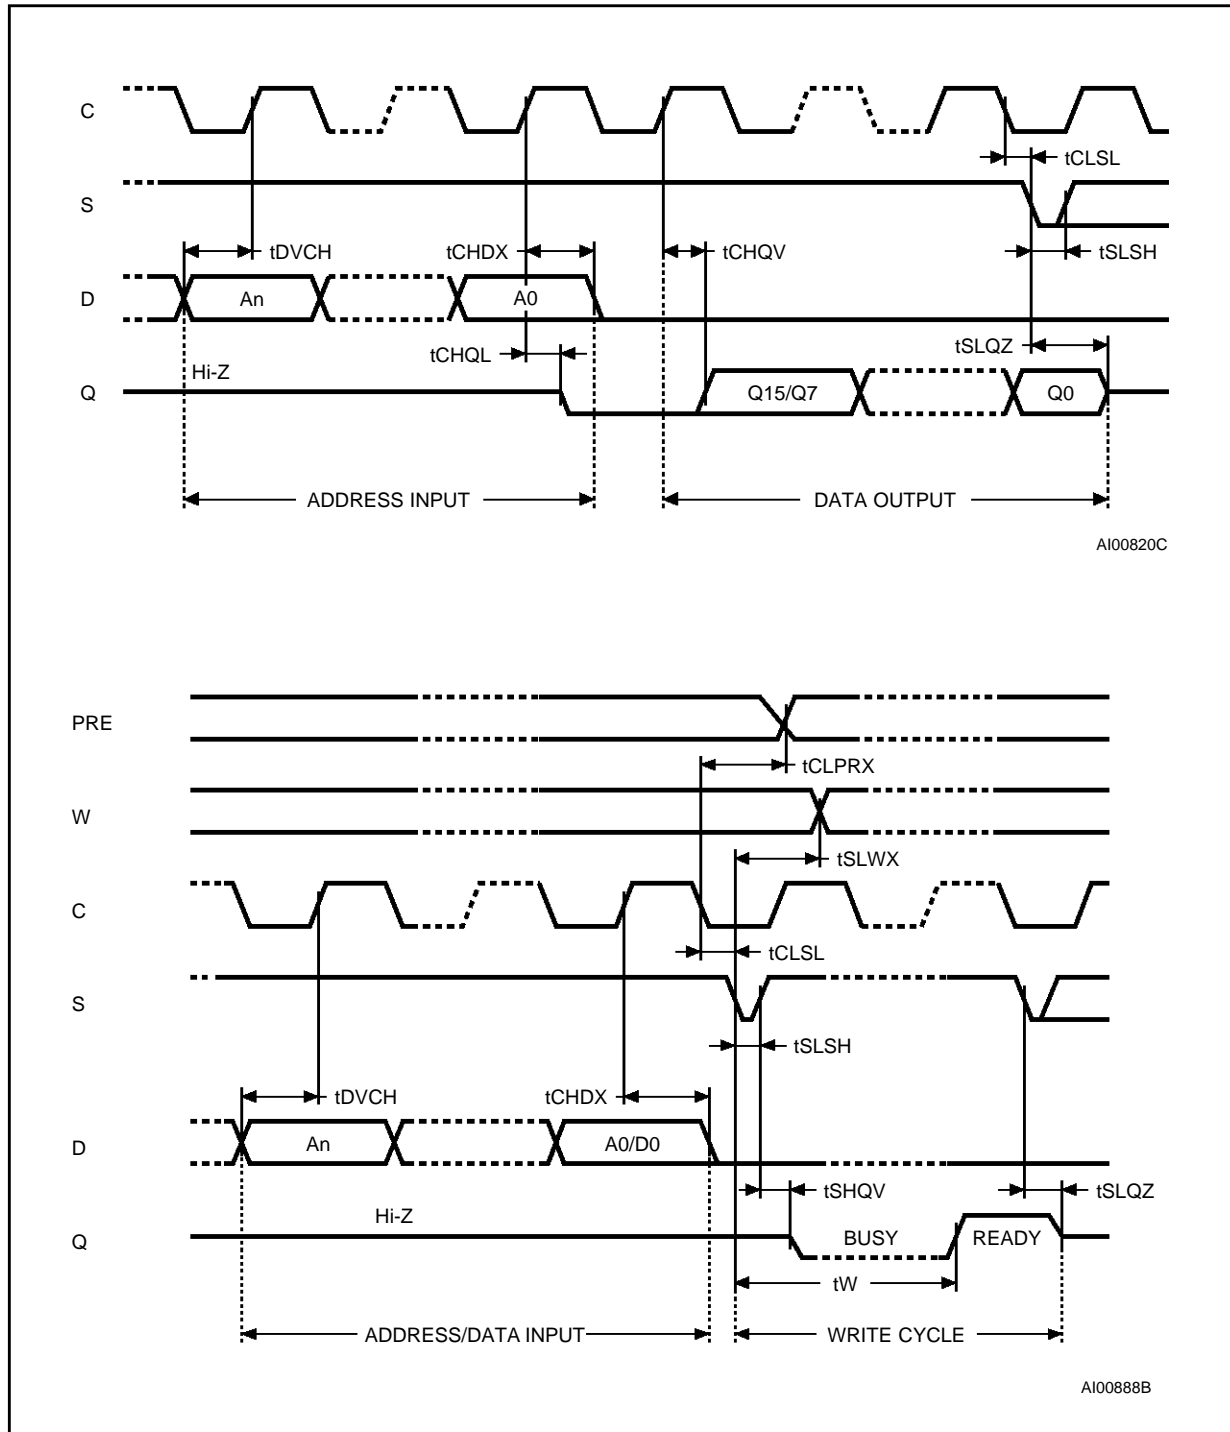 C
tCLSL
S
tDVCH tCHDX tCHQV tSLSH
D An A0
tCHQL tSLQZ
Hi-Z
Q Q15/Q7 Q0
ADDRESS INPUT DATA OUTPUT
AI00820C
PRE
tCLPRX
W
tSLWX
C
tCLSL
S
tSLSH
tDVCH tCHDX
D An A0/D0
tSHQV tSLQZ
Hi-Z
Q BUSY READY
tW
ADDRESS/DATA INPUT WRITE CYCLE
AI00888B